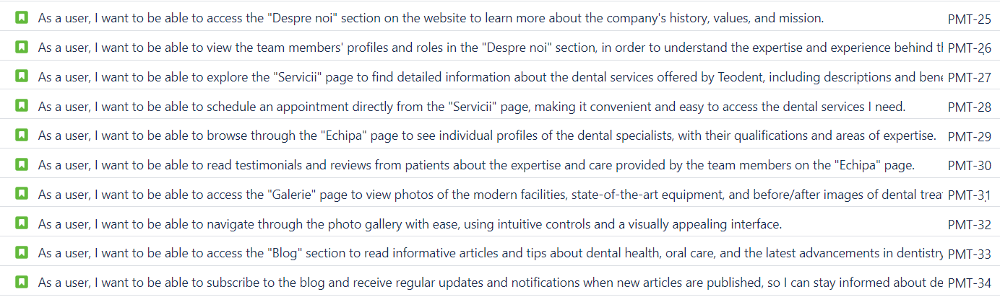 As a user, I want to be able to access the "Despre noi" section on the website to learn more about the company's history, values, and mission. PMT-25
As a user, I want to be able to view the team members' profiles and roles in the "Despre noi" section, in order to understand the expertise and experience behind PMT-26
As a user, I want to be able to explore the "Servicii" page to find detailed information about the dental services offered by Teodent, including descriptions and PMT-27
As a user, I want to be able to schedule an appointment directly from the "Servicii" page, making it convenient and easy to access the dental services I need. PMT-28
As a user, I want to be able to browse through the "Echipa" page to see individual profiles of the dental specialists, with their qualifications and areas of expertise. PMT-29
As a user, I want to be able to read testimonials and reviews from patients about the expertise and care provided by the team members on the "Echipa" page. PMT-30
As a user, I want to be able to access the "Galerie" page to view photos of the modern facilities, state-of-the-art equipment, and before/after images of dental PMT-31
As a user, I want to be able to navigate through the photo gallery with ease, using intuitive controls and a visually appealing interface. PMT-32
As a user, I want to be able to access the "Blog" section to read informative articles and tips about dental health, oral care, and the latest advancements in dentistry PMT-33
As a user, I want to be able to subscribe to the blog and receive regular updates and notifications when new articles are published, so I can stay informed about PMT-34